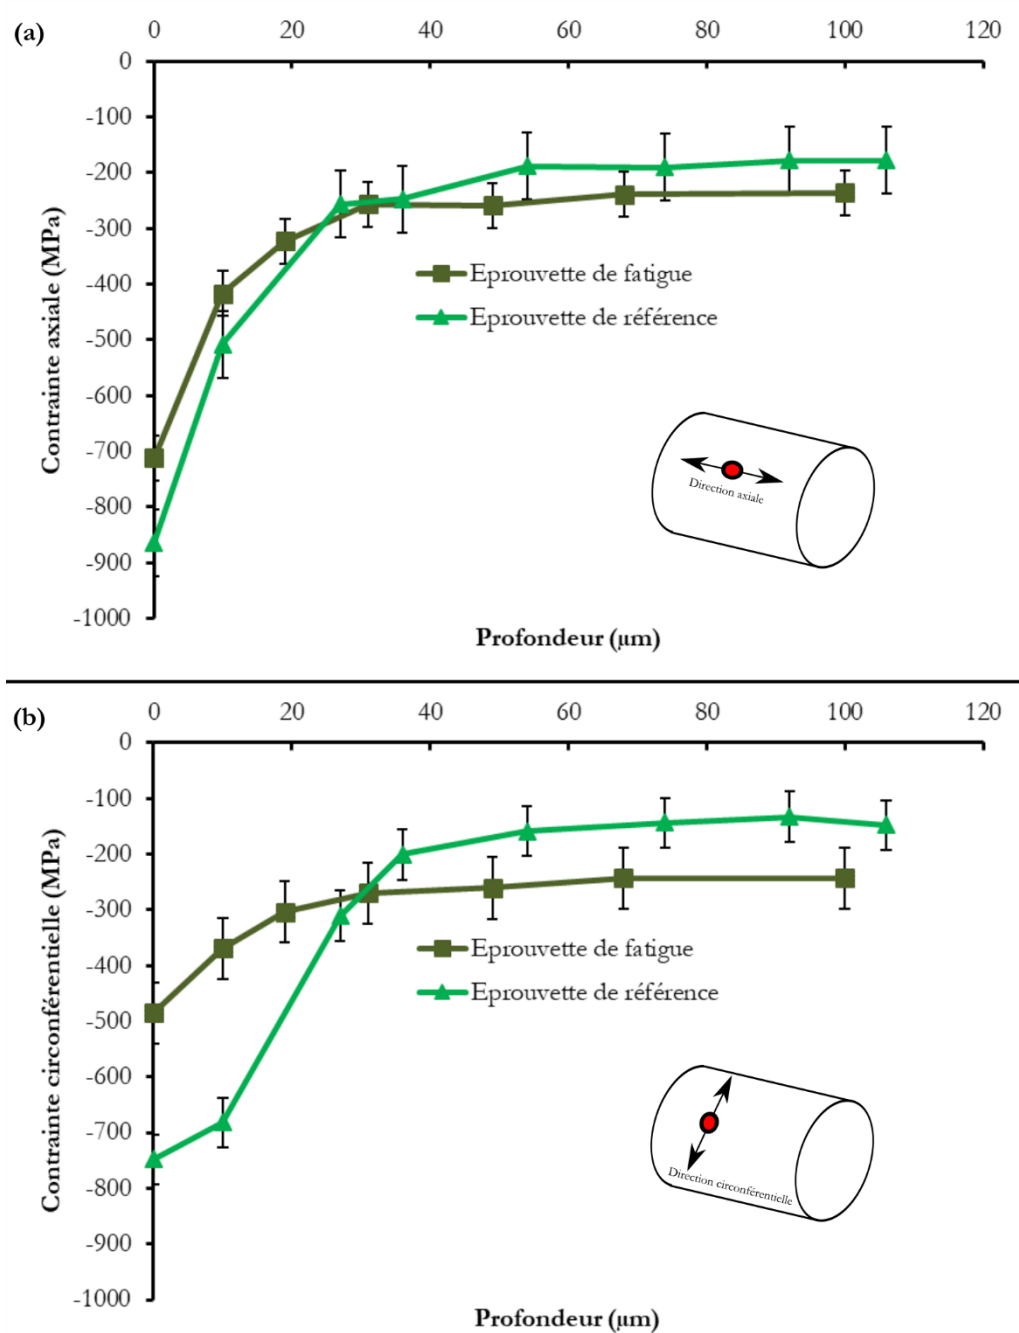 (a)
0 20 40 60 80 100 120
0
-100
-200
-300
-400
-500
-600
-700
-800
-900
-1000
Contrainte axiale (MPa)
Eprouvette de fatigue
Eprouvette de référence
Direction axiale
Profondeur (µm)
(b)
0 20 40 60 80 100 120
0
-100
-200
-300
-400
-500
-600
-700
-800
-900
-1000
Contrainte circonférentielle (MPa)
Eprouvette de fatigue
Eprouvette de référence
Direction circonférentielle
Profondeur (µm)